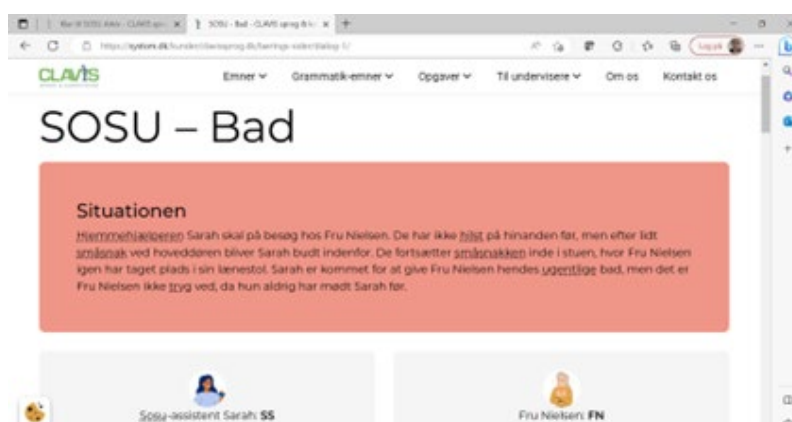 SOSU - Bad - CLAVIS sprog &
CLAVIS
Emner Grammatik-emner Opgaver Til undervisere Om os Kontakt os
SOSU – Bad
Situationen
Hjemmehjælperen Sarah skal på besøg hos Fru Nielsen. De har ikke hilst på hinanden før, men efter lidt
småsnak ved hoveddøren bliver Sarah budt indenfor. De fortsætter småsnakken inde i stuen, hvor Fru Nielsen
igen har taget plads i sin lænestol. Sarah er kommet for at give Fru Nielsen hendes ugentlige bad, men det er
Fru Nielsen ikke tryg ved, da hun aldrig har mødt Sarah før.
Sosu-assistent Sarah: SS
Fru Nielsen: FN